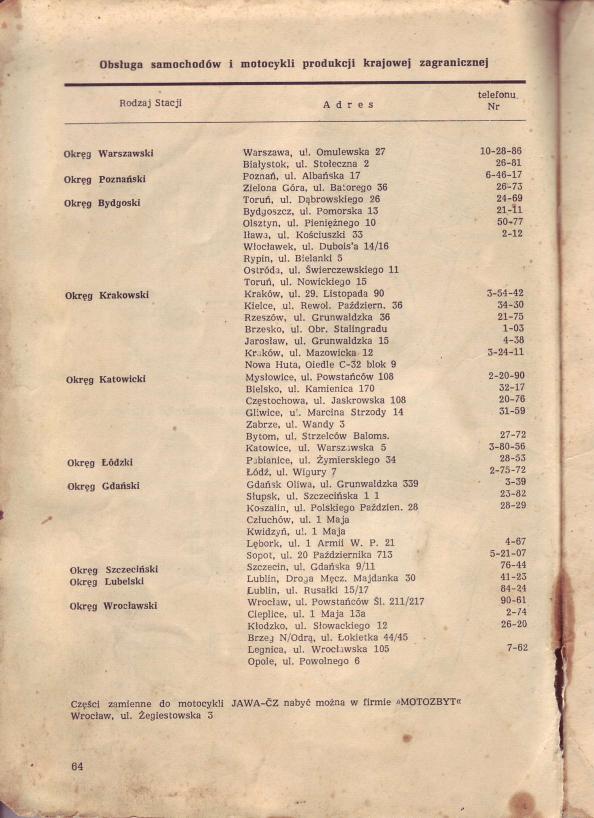 Obsługa samochodów i motocykli produkcji krajowej zagranicznej
Rodzaj Stacji Adres telefonu Nr
Okręg Warszawski Warszawa, ul. Omulewska 27 10-28-86
Białystok, ul. Stołeczna 2 26-81
Okręg Poznański Poznań, ul. Albańska 17 6-46-17
Zielona Góra, ul. Batorego 36 26-73
Okręg Bydgoski Toruń, ul. Dąbrowskiego 26 24-69
Bydgoszcz, ul. Pomorska 13 21-11
Olsztyn, ul. Pieniężnego 10 50-77
Iława, ul. Kościuszki 33 2-12
Włocławek, ul. Dubois'a 14/16
Rypin, ul. Bielanki 5
Ostróda, ul. Świerczewskiego 11
Toruń, ul. Nowickiego 15
Okręg Krakowski Kraków, ul. 29. Listopada 90 3-54-42
Kielce, ul. Rewol. Październ. 36 34-30
Rzeszów, ul. Grunwaldzka 36 21-75
Brzesko, ul. Obr. Stalingradu 1-03
Jarosław, ul. Grunwaldzka 15 4-38
Kraków, ul. Mazowicka 12 3-24-11
Nowa Huta, Oiedle C-32 blok 9
Okręg Katowicki Mysłowice, ul. Powstańców 108 2-20-90
Bielsko, ul. Kamienica 170 32-17
Częstochowa, ul. Jaskrowska 108 20-76
Gliwice, ul. Marcina Strzody 14 31-59
Zabrze, ul. Wandy 3
Bytom, ul. Strzelców Baloms. 27-72
Katowice, ul. Warszawska 5 3-80-56
Okręg Łódzki Pabianice, ul. Żymierskiego 34 28-53
Łódź, ul. Wigury 7 2-75-72
Okręg Gdański Gdańsk Oliwa, ul. Grunwaldzka 339 3-39
Słupsk, ul. Szczecińska 1 1 23-82
Koszalin, ul. Polskiego Paździen. 28 28-29
Człuchów, ul. 1 Maja
Kwidzyń, ul. 1 Maja
Lębork, ul. 1 Armii W. P. 21 4-67
Sopot, ul. 20 Października 713 5-21-07
Okręg Szczeciński Szczecin, ul. Gdańska 9/11 76-44
Okręg Lubelski Lublin, Droga Męcz. Majdanka 30 41-23
Lublin, ul. Rusałki 15/17 84-24
Okręg Wrocławski Wrocław, ul. Powstańców Śl. 211/217 90-61
Cieplice, ul. 1 Maja 13a 2-74
Kłodzko, ul. Słowackiego 12 26-20
Brzeg N/Odrą, ul. Łokietka 44/45
Legnica, ul. Wrocławska 105 7-62
Opole, ul. Powolnego 6
Części zamienne do motocykli JAWA-ČZ nabyć można w firmie »MOTOZBYT«
Wrocław, ul. Żegiestowska 3
64